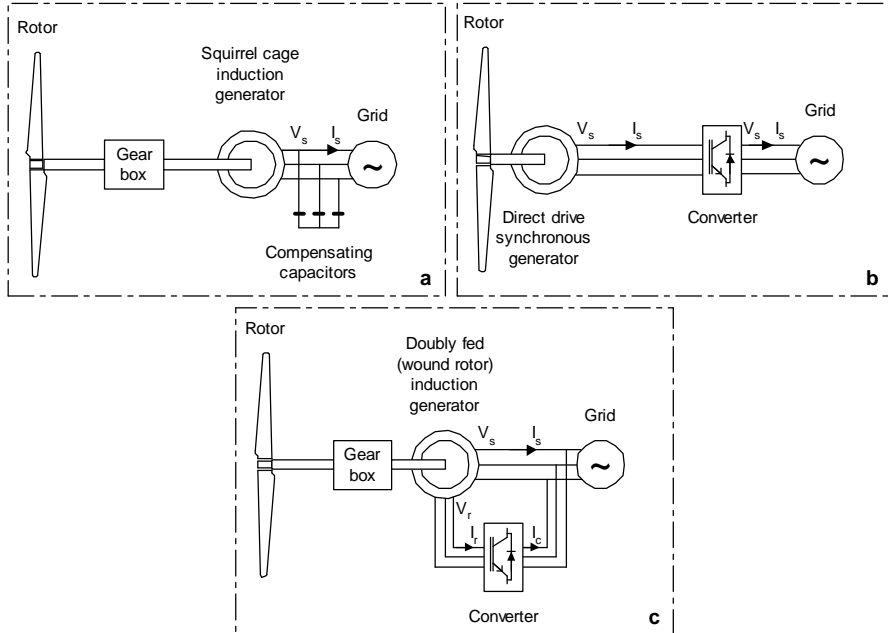 Rotor
Squirrel cage
induction
generator
Grid
Vs
Is
Gear
box
~
Compensating
capacitors
a
Rotor
Grid
Vs
Is
Vs
Is
~
Direct drive
synchronous
generator
Converter
b
Rotor
Doubly fed
(wound rotor)
induction
generator
Grid
Vs
Is
Gear
box
~
Vr
Ir
Ic
Converter
c